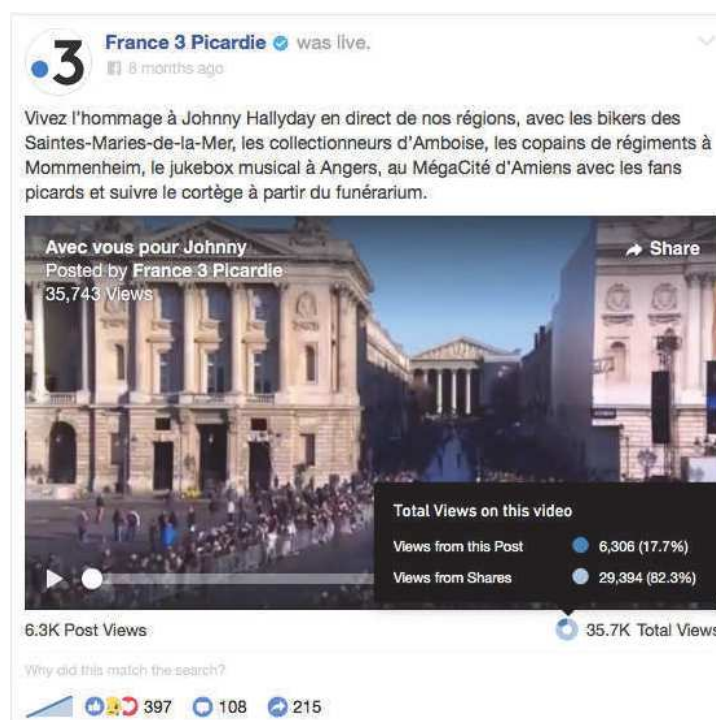 3
France 3 Picardie was live.
8 months ago
Vivez l'hommage à Johnny Hallyday en direct de nos régions, avec les bikers des
Saintes-Maries-de-la-Mer, les collectionneurs d'Amboise, les copains de régiments à
Mommenheim, le jukebox musical à Angers, au MégaCité d'Amiens avec les fans
picards et suivre le cortège à partir du funérarium.
Avec vous pour Johnny
Share
Posted by France 3 Picardie
35,743 Views
Total Views on this video
Views from this Post 6,306 (17.7%)
Views from Shares 29,394 (82.3%)
6.3K Post Views
35.7K Total Views
Why did this match the search?
397 108 215